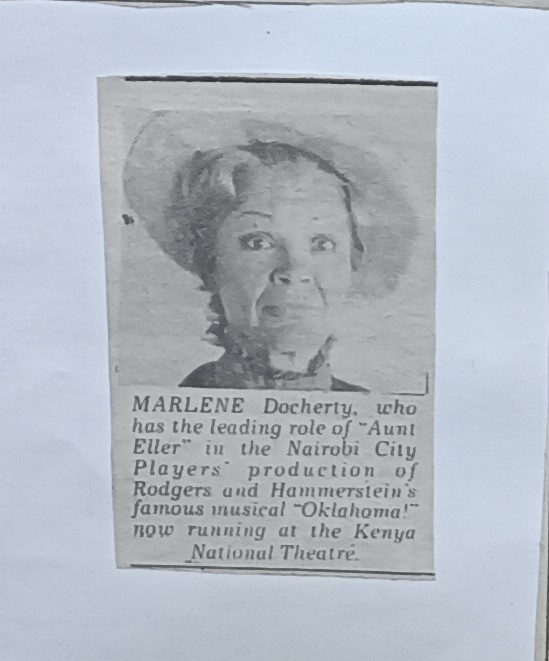 MARLENE Docherty, who
has the leading role of "Aunt
Eller" in the Nairobi City
Players' production of
Rodgers and Hammerstein's
famous musical "Oklahoma!"
now running at the Kenya
National Theatre.